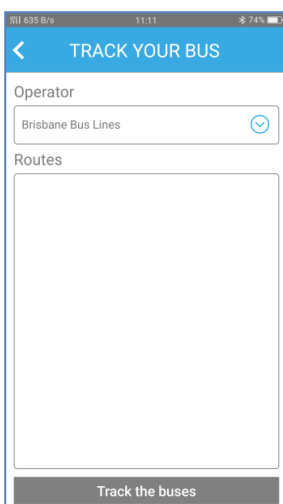 635 B/s 11:11 74%
TRACK YOUR BUS
Operator
Brisbane Bus Lines
Routes
Track the buses